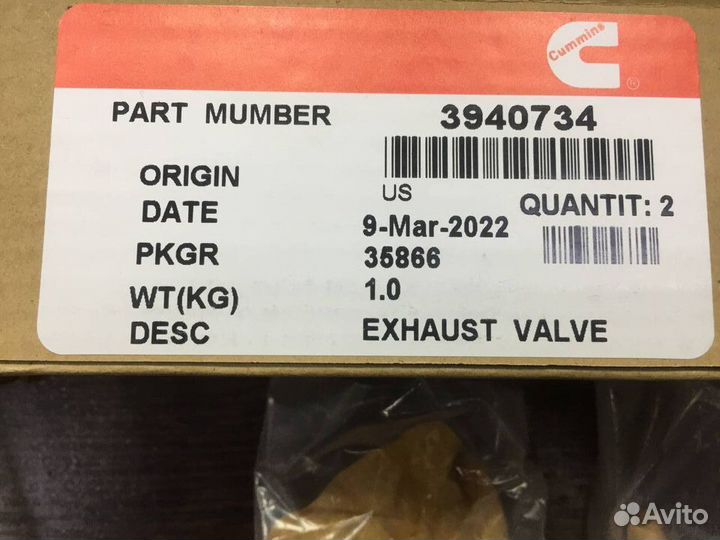 Cummins
®
PART MUMBER 3940734
ORIGIN US
QUANTIT: 2
DATE 9-Mar-2022
PKGR 35866
WT(KG) 1.0
DESC EXHAUST VALVE
Avito